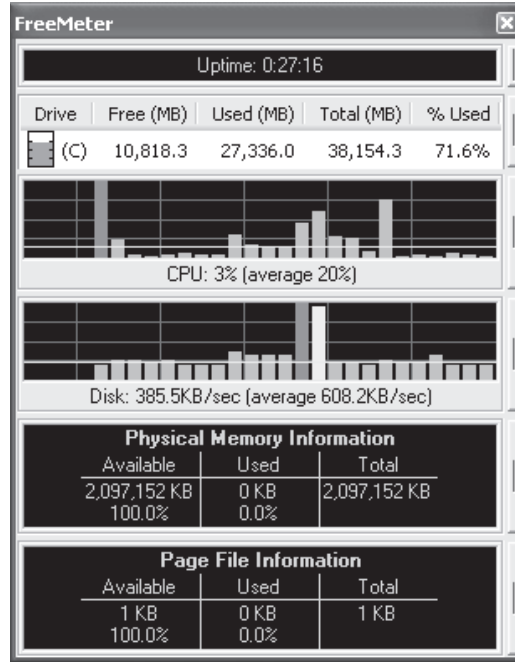 FreeMeter
Uptime: 0:27:16
Drive Free (MB) Used (MB) Total (MB) % Used
(C) 10,818.3 27,336.0 38,154.3 71.6%
CPU: 3% (average 20%)
Disk: 385.5KB/sec (average 608.2KB/sec)
Physical Memory Information
Available Used Total
2,097,152 KB 0 KB 2,097,152 KB
100.0% 0.0%
Page File Information
Available Used Total
1 KB 0 KB 1 KB
100.0% 0.0%